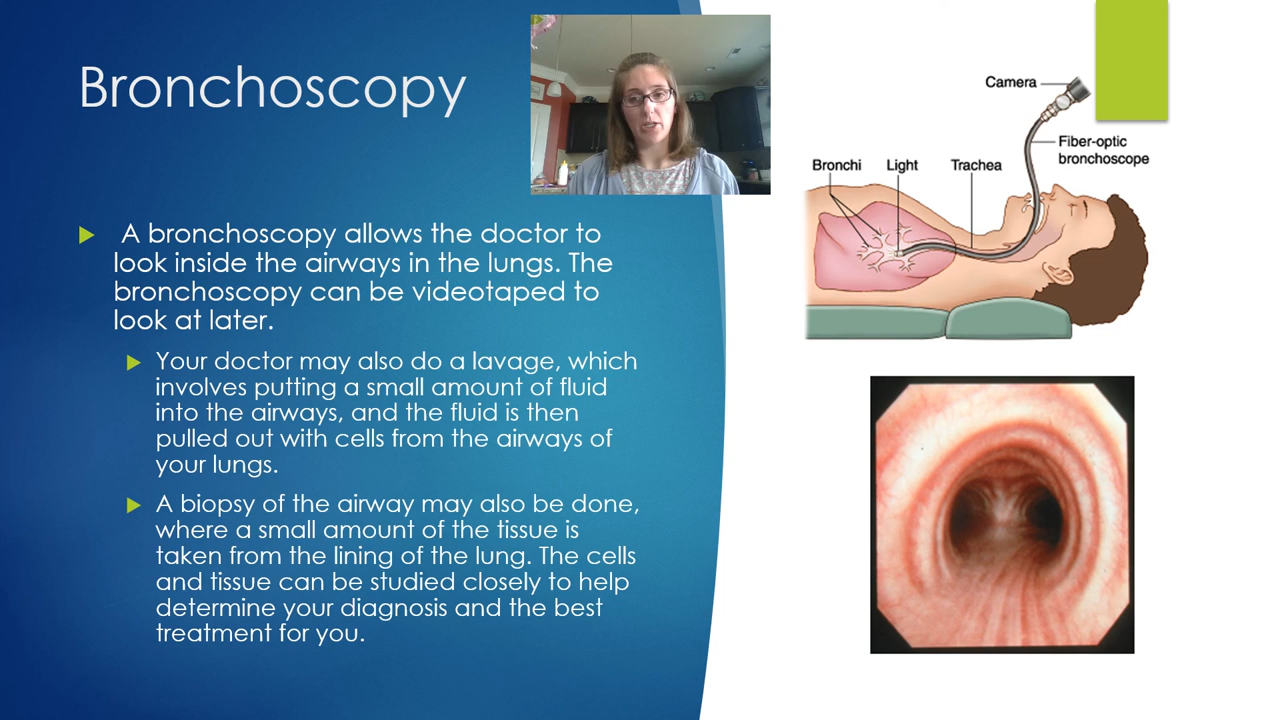 Bronchoscopy
A bronchoscopy allows the doctor to
look inside the airways in the lungs. The
bronchoscopy can be videotaped to
look at later.
Your doctor may also do a lavage, which
involves putting a small amount of fluid
into the airways, and the fluid is then
pulled out with cells from the airways of
your lungs.
A biopsy of the airway may also be done,
where a small amount of the tissue is
taken from the lining of the lung. The cells
and tissue can be studied closely to help
determine your diagnosis and the best
treatment for you.
Camera
Fiber-optic
bronchoscope
Bronchi Light Trachea